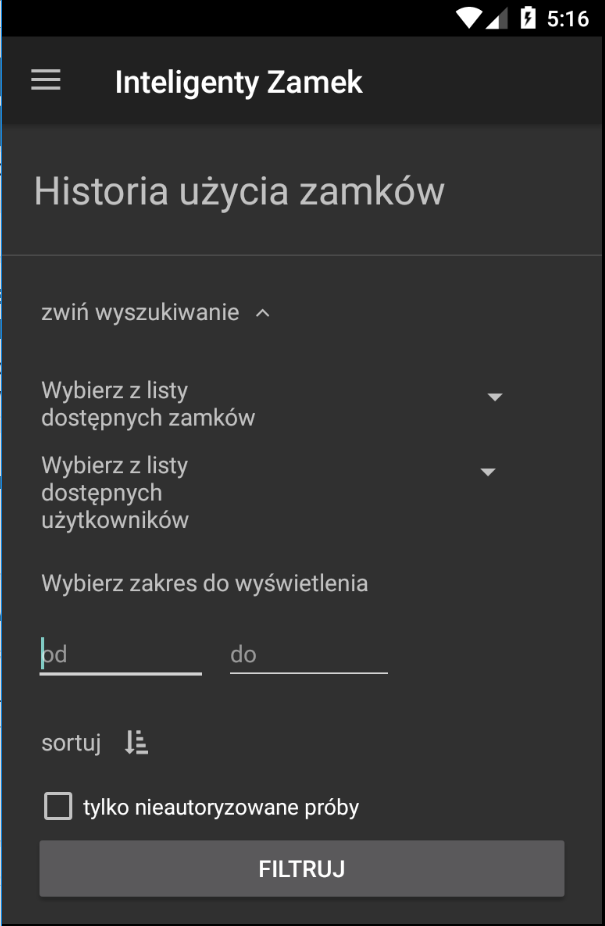 5:16
Inteligenty Zamek
Historia użycia zamków
zwiń wyszukiwanie
Wybierz z listy
dostępnych zamków
Wybierz z listy
dostępnych
użytkowników
Wybierz zakres do wyświetlenia
od do
sortuj
tylko nieautoryzowane próby
FILTRUJ